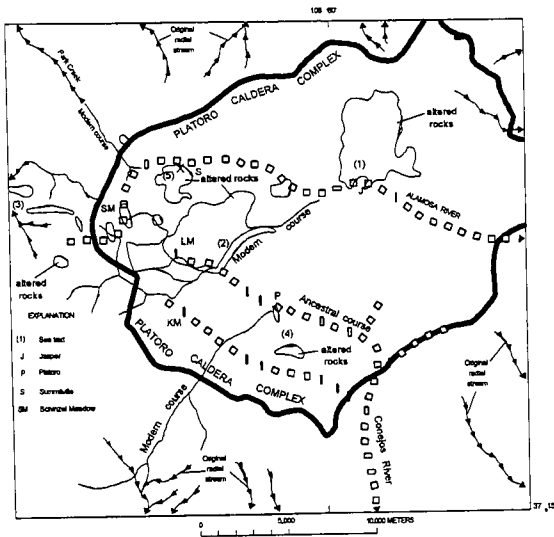 106 60
Original
radial
stream
Park Creek
Modern course
PLATORO CALDERA COMPLEX
altered
rocks
(1)
(5)
S
altered rocks
(3)
SM
ALAMOSA RIVER
LM
(2)
Modern course
altered
rocks
P
Ancestral course
KM
(4)
altered
rocks
PLATORO CALDERA COMPLEX
Modern course
Original
radial
stream
Original
radial
stream
Conejos River
EXPLANATION
(1) See text
J Jasper
P Platoro
S Summitville
SM Schinzel Meadow
37 15
0 5,000 10,000 METERS